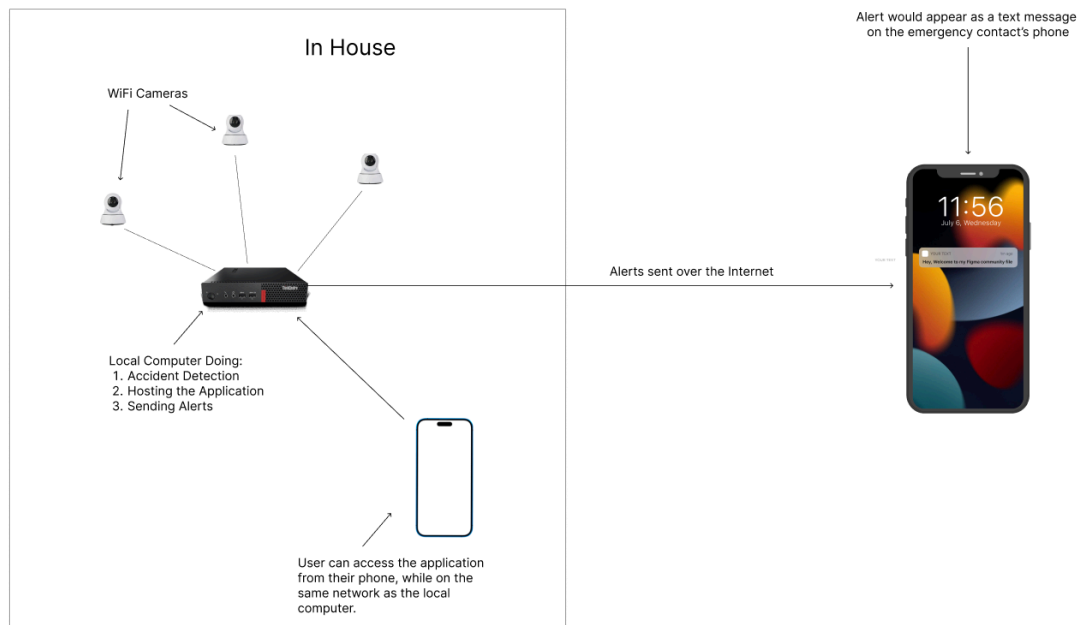 Alert would appear as a text message
on the emergency contact's phone
In House
WiFi Cameras
11:56
July 6, Wednesday
Hey, Welcome to my Figma community file
Alerts sent over the Internet
Local Computer Doing:
1. Accident Detection
2. Hosting the Application
3. Sending Alerts
User can access the application
from their phone, while on the
same network as the local
computer.